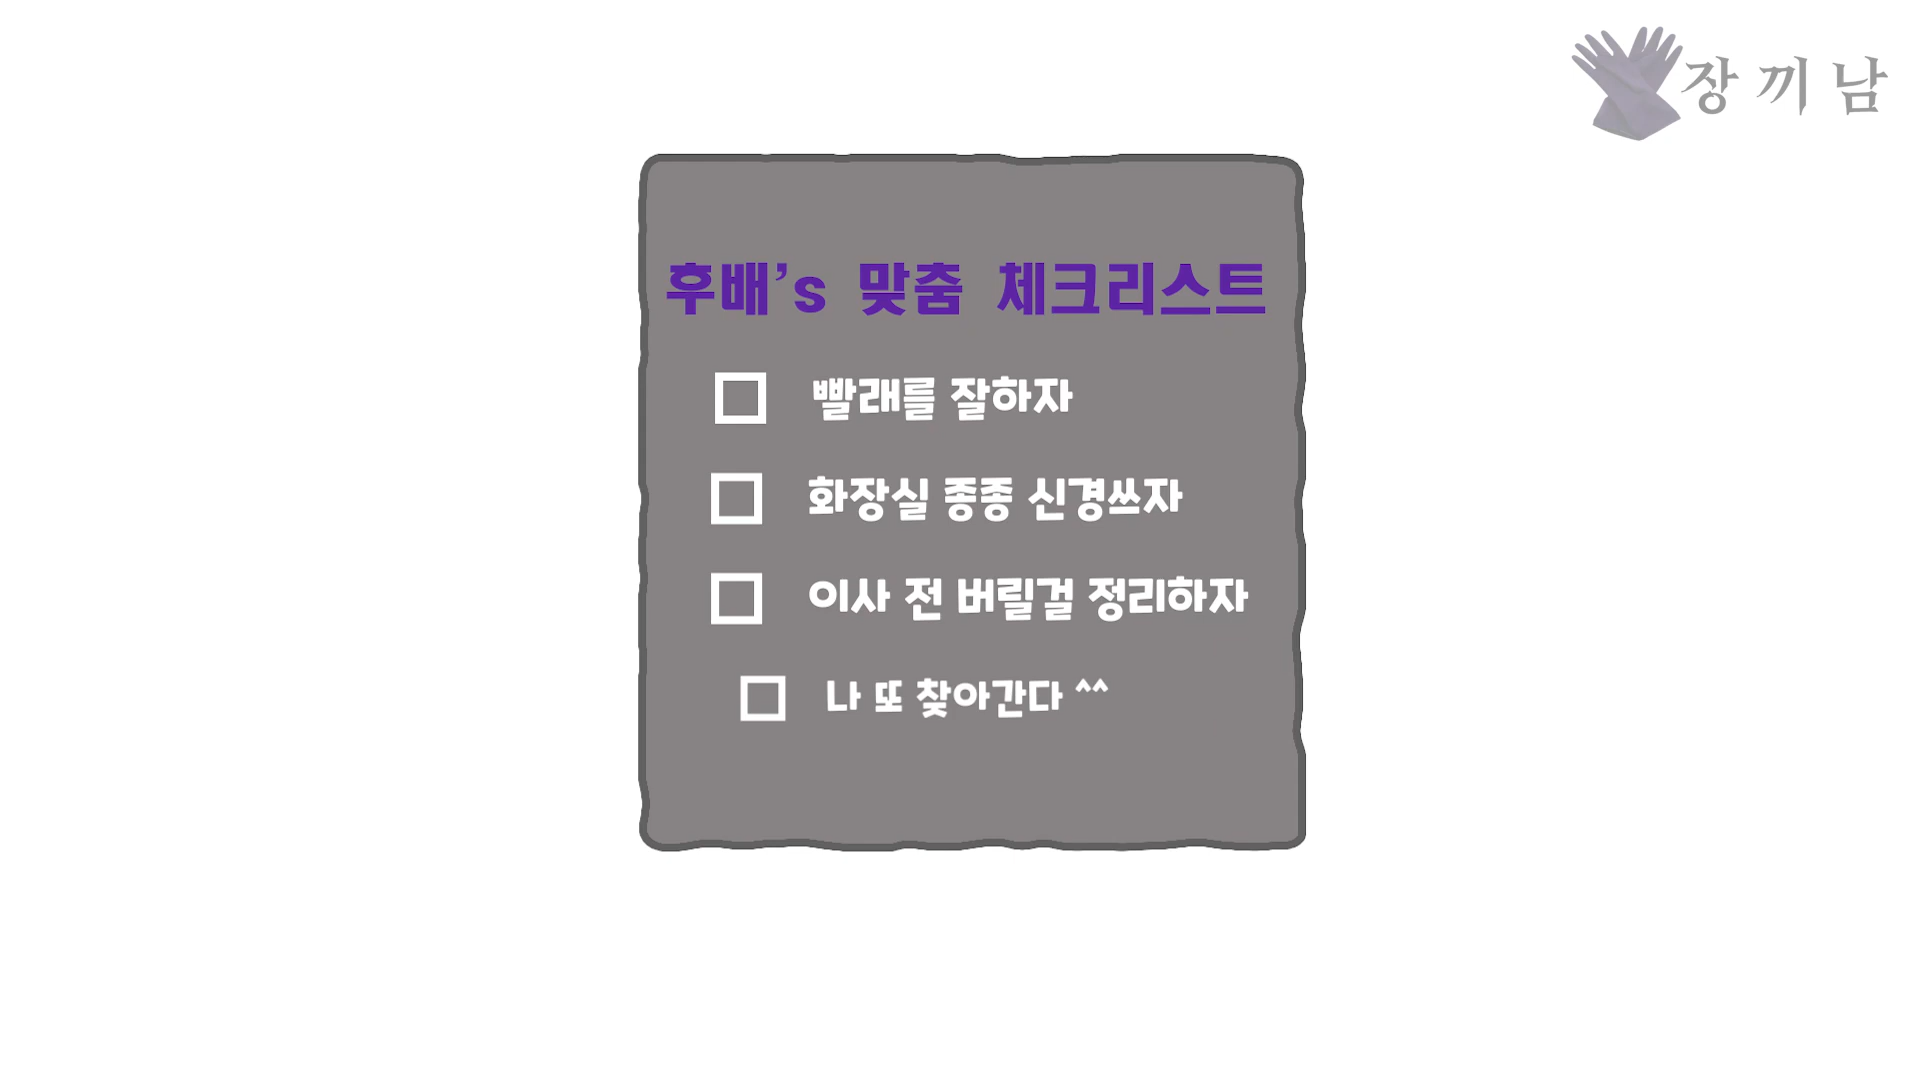 장끼남
후배's 맞춤 체크리스트
빨래를 잘하자
화장실 종종 신경쓰자
이사 전 버릴걸 정리하자
나 또 찾아간다 ^^